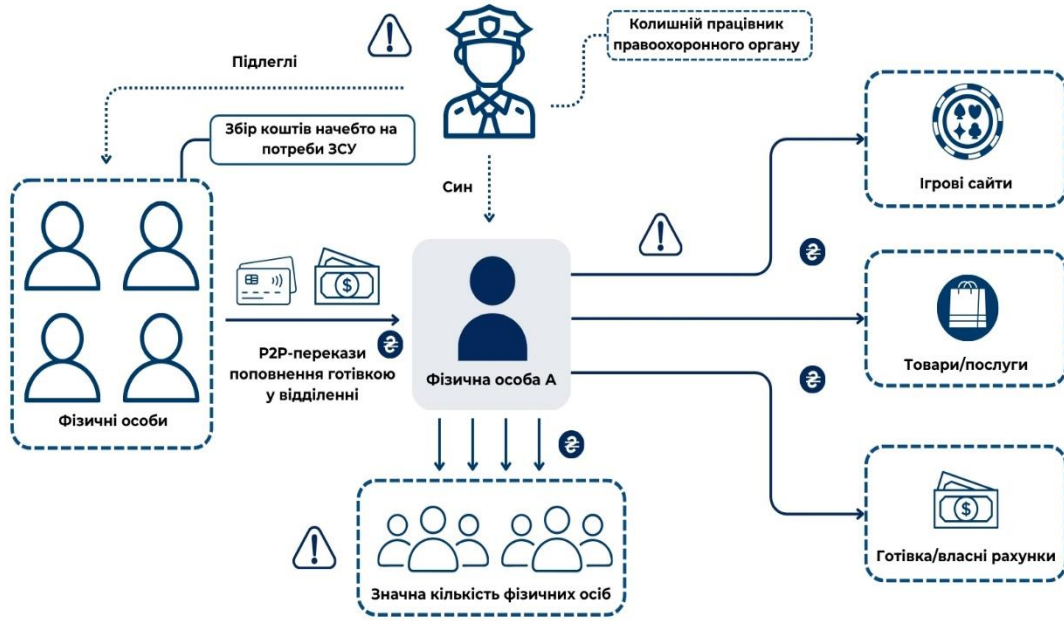 Колишній працівник
правоохоронного органу
Підлеглі
Збір коштів начебто на
потреби ЗСУ
Син
Ігрові сайти
P2P-перекази
поповнення готівкою
у відділенні
Фізична особа А
Товари/послуги
Фізичні особи
Значна кількість фізичних осіб
Готівка/власні рахунки